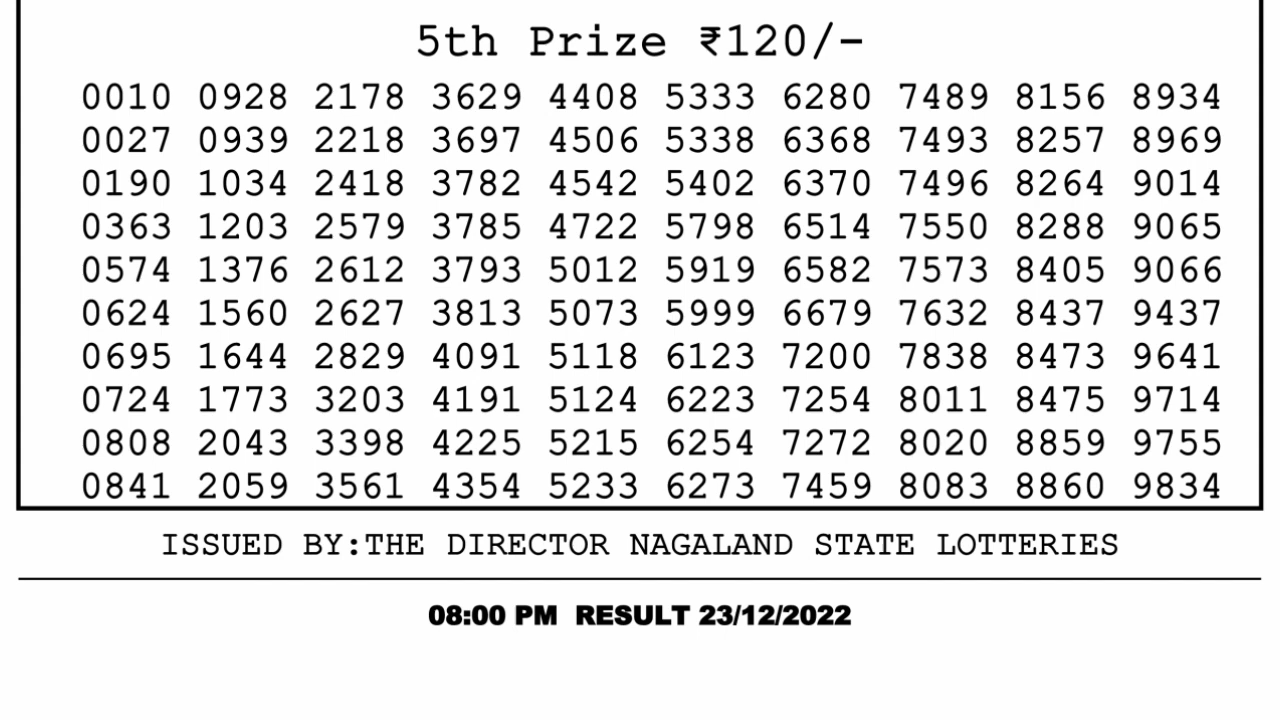 5th Prize ₹120/-
0010 0928 2178 3629 4408 5333 6280 7489 8156 8934
0027 0939 2218 3697 4506 5338 6368 7493 8257 8969
0190 1034 2418 3782 4542 5402 6370 7496 8264 9014
0363 1203 2579 3785 4722 5798 6514 7550 8288 9065
0574 1376 2612 3793 5012 5919 6582 7573 8405 9066
0624 1560 2627 3813 5073 5999 6679 7632 8437 9437
0695 1644 2829 4091 5118 6123 7200 7838 8473 9641
0724 1773 3203 4191 5124 6223 7254 8011 8475 9714
0808 2043 3398 4225 5215 6254 7272 8020 8859 9755
0841 2059 3561 4354 5233 6273 7459 8083 8860 9834
ISSUED BY:THE DIRECTOR NAGALAND STATE LOTTERIES
08:00 PM RESULT 23/12/2022